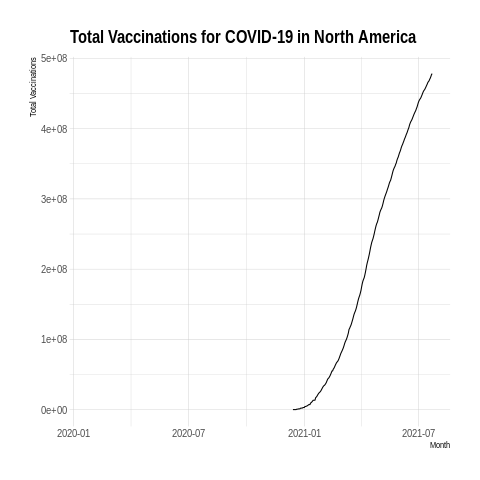 Total Vaccinations for COVID-19 in North America
Total Vaccinations
5e+08
4e+08
3e+08
2e+08
1e+08
0e+00
2020-01 2020-07 2021-01 2021-07
Month